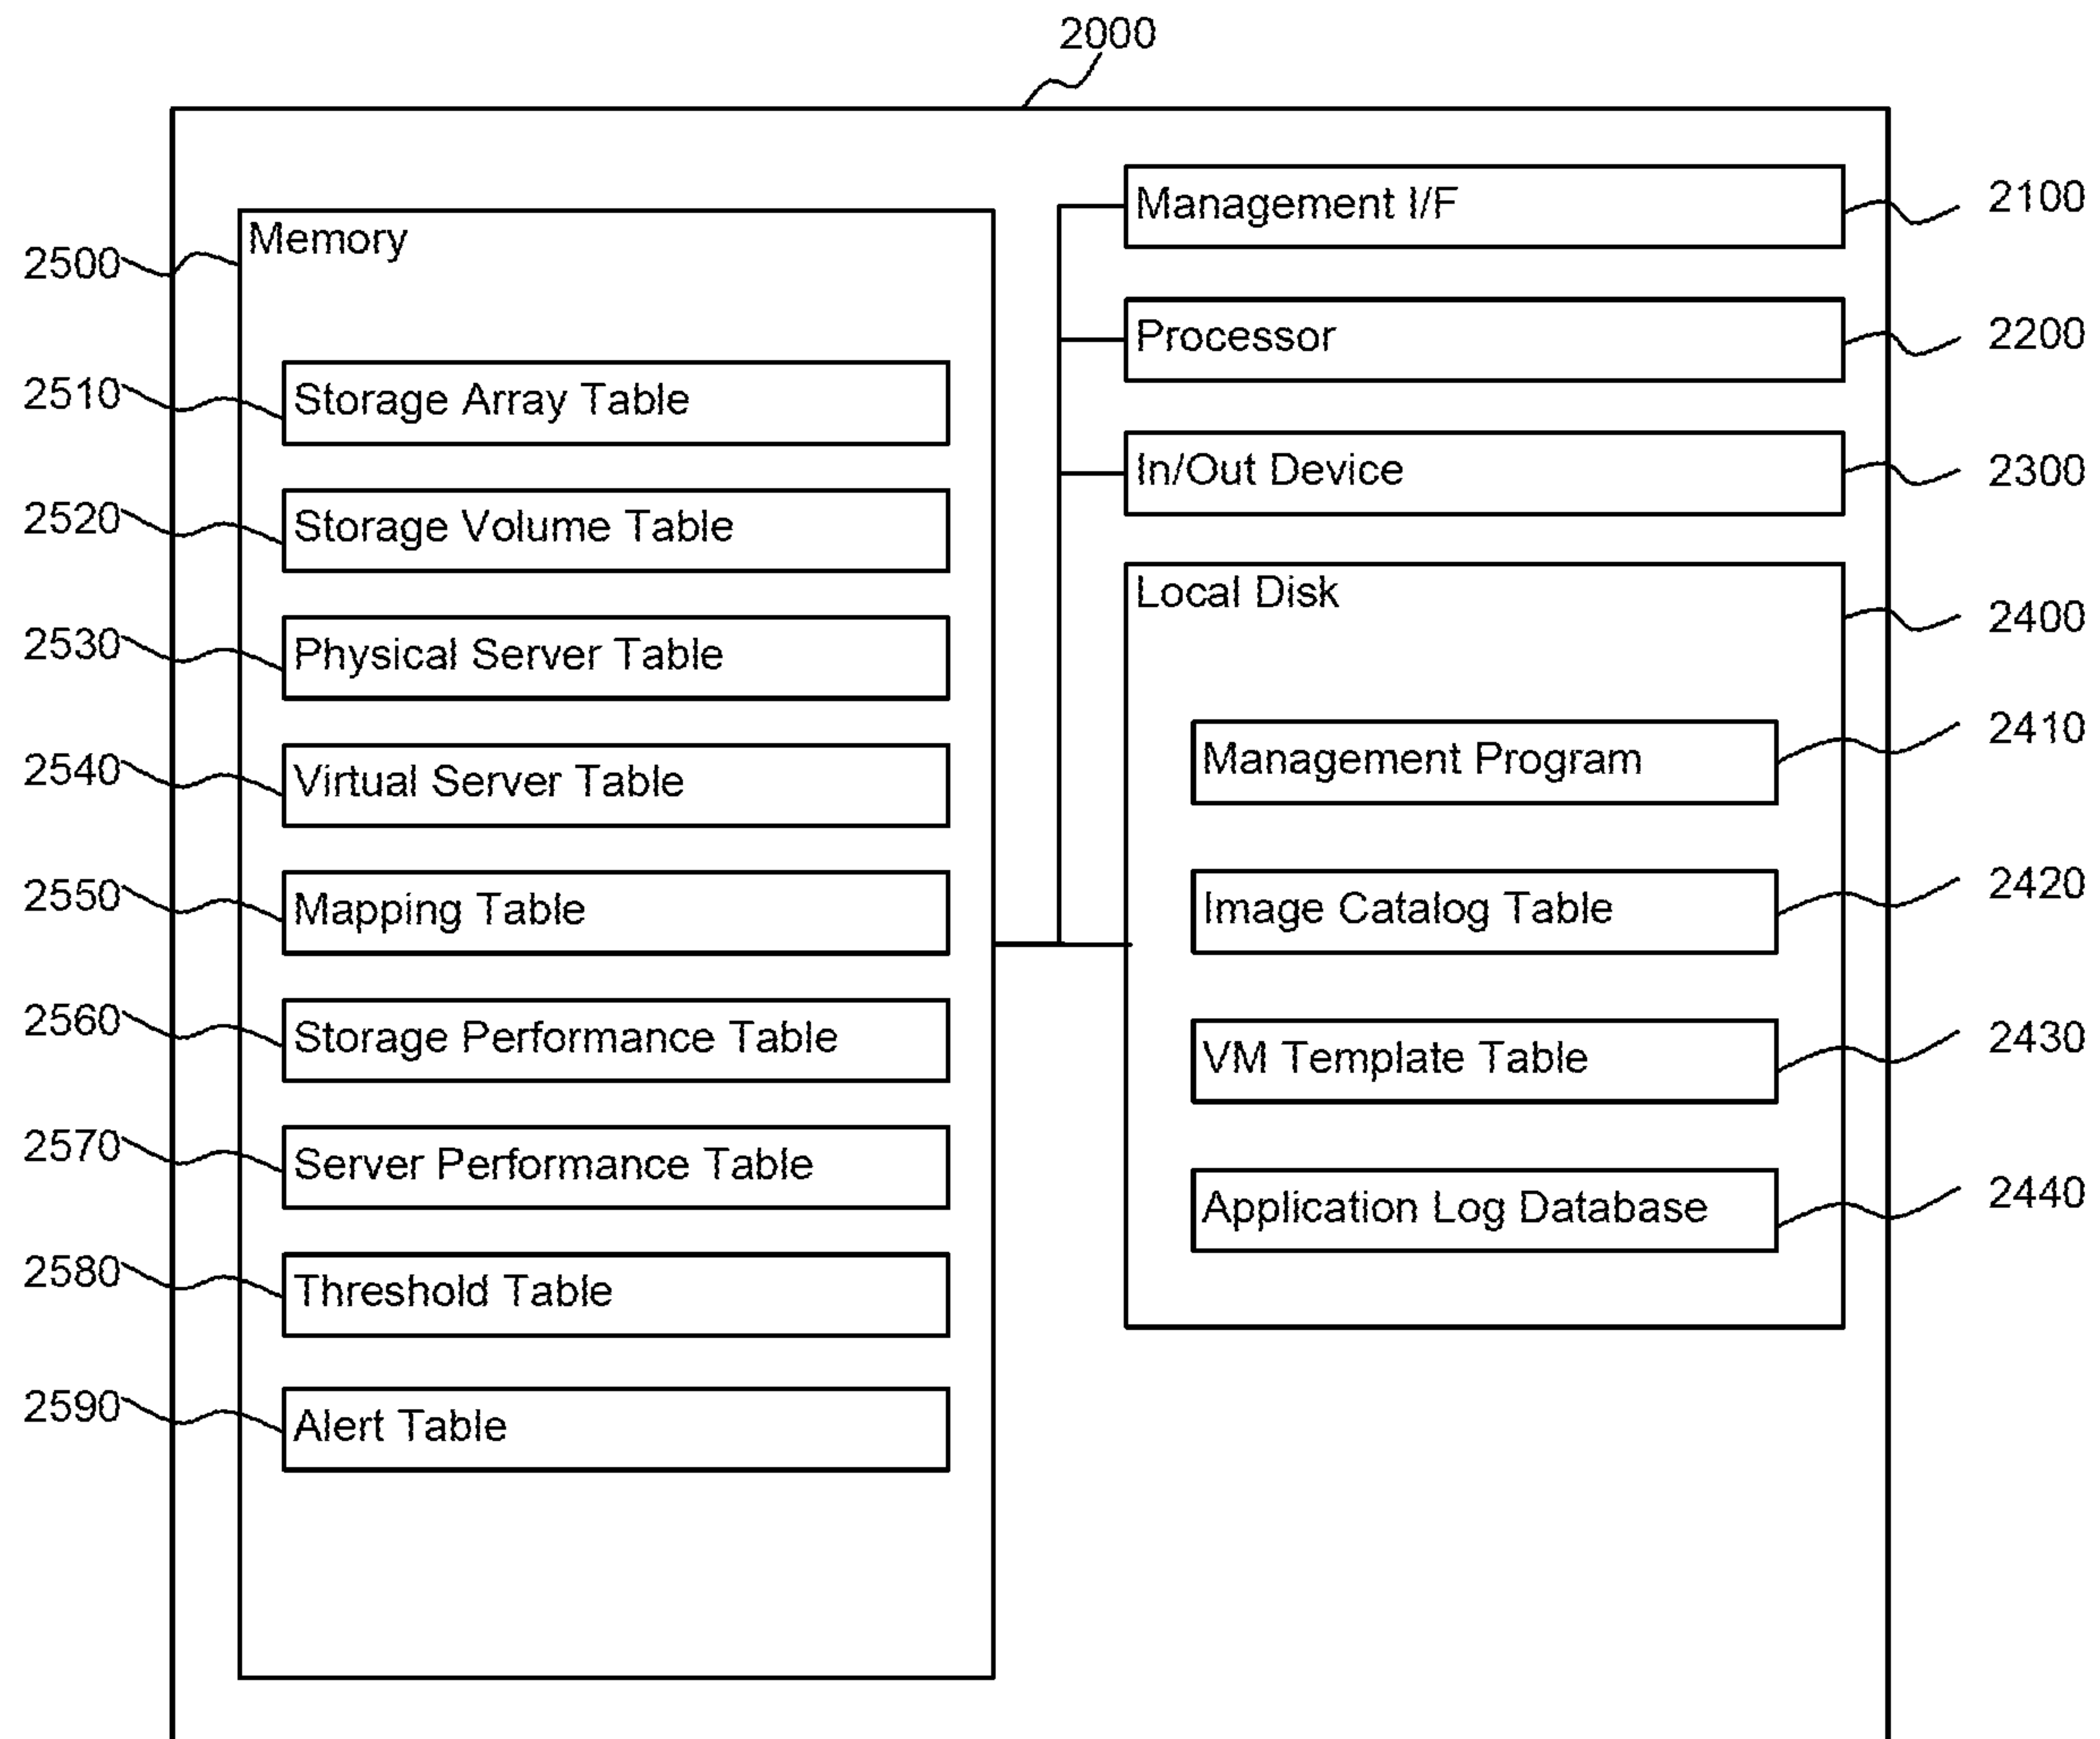 2000
Management I/F
2100
Memory
2500
Processor
2200
2510
Storage Array Table
In/Out Device
2300
2520
Storage Volume Table
Local Disk
2400
2530
Physical Server Table
Management Program
2410
2540
Virtual Server Table
2550
Mapping Table
Image Catalog Table
2420
2560
Storage Performance Table
VM Template Table
2430
2570
Server Performance Table
Application Log Database
2440
2580
Threshold Table
2590
Alert Table